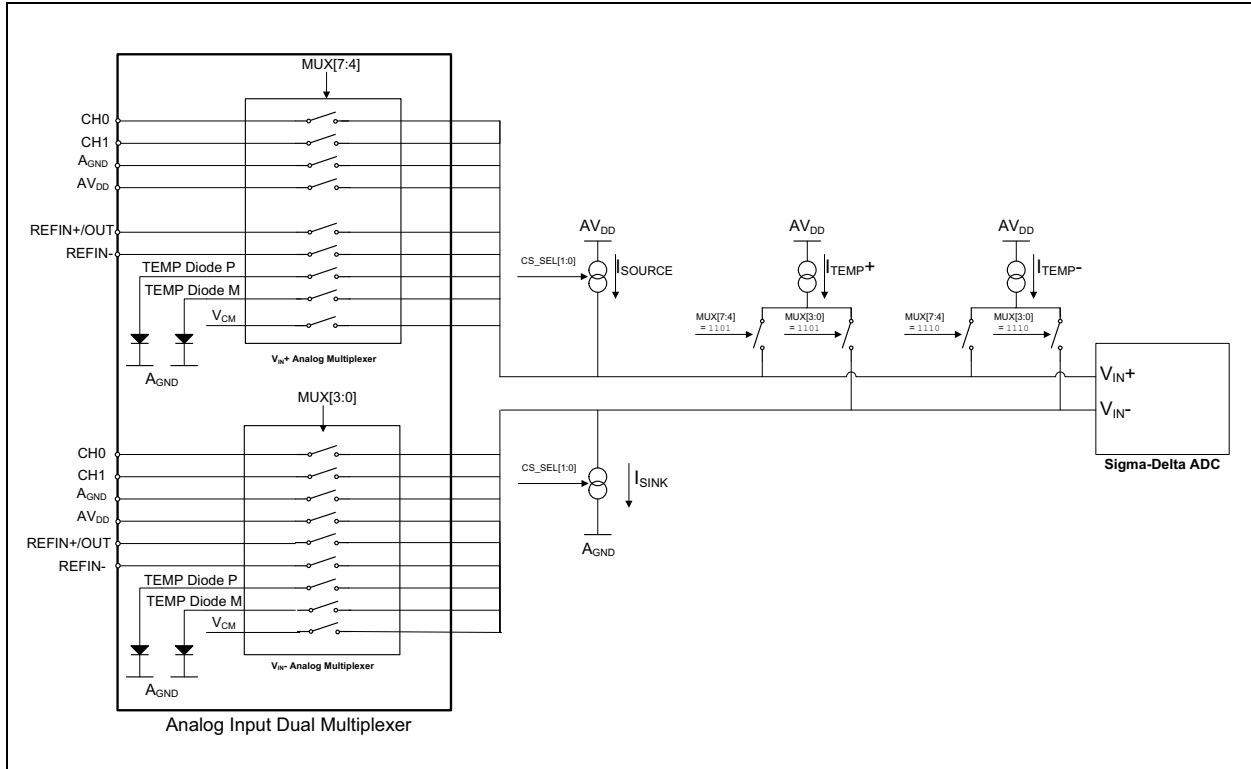 MUX[7:4]
CH0
CH1
AGND
AVDD
REFIN+/OUT
REFIN-
TEMP Diode P
TEMP Diode M
VCM
AGND
VIN+ Analog Multiplexer
MUX[3:0]
CH0
CH1
AGND
AVDD
REFIN+/OUT
REFIN-
TEMP Diode P
TEMP Diode M
VCM
AGND
VIN- Analog Multiplexer
Analog Input Dual Multiplexer
AVDD
CS_SEL[1:0]
ISOURCE
CS_SEL[1:0]
ISINK
AGND
AVDD
ITEMP+
MUX[7:4]
= 1101
MUX[3:0]
= 1101
AVDD
ITEMP-
MUX[7:4]
= 1110
MUX[3:0]
= 1110
VIN+
VIN-
Sigma-Delta ADC